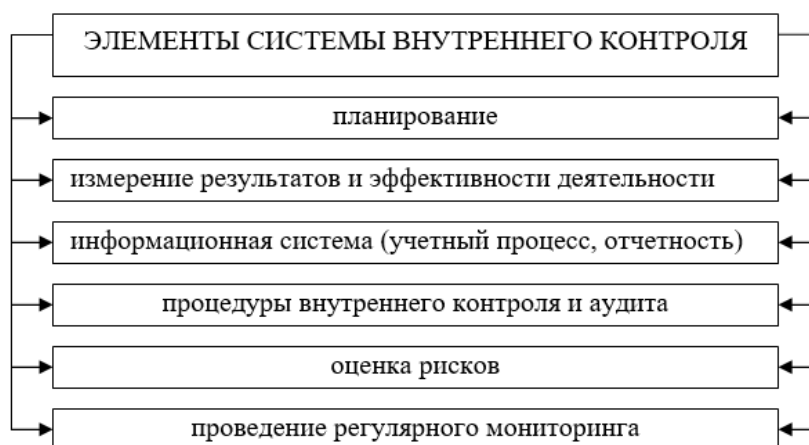 ЭЛЕМЕНТЫ СИСТЕМЫ ВНУТРЕННЕГО КОНТРОЛЯ
планирование
измерение результатов и эффективности деятельности
информационная система (учетный процесс, отчетность)
процедуры внутреннего контроля и аудита
оценка рисков
проведение регулярного мониторинга